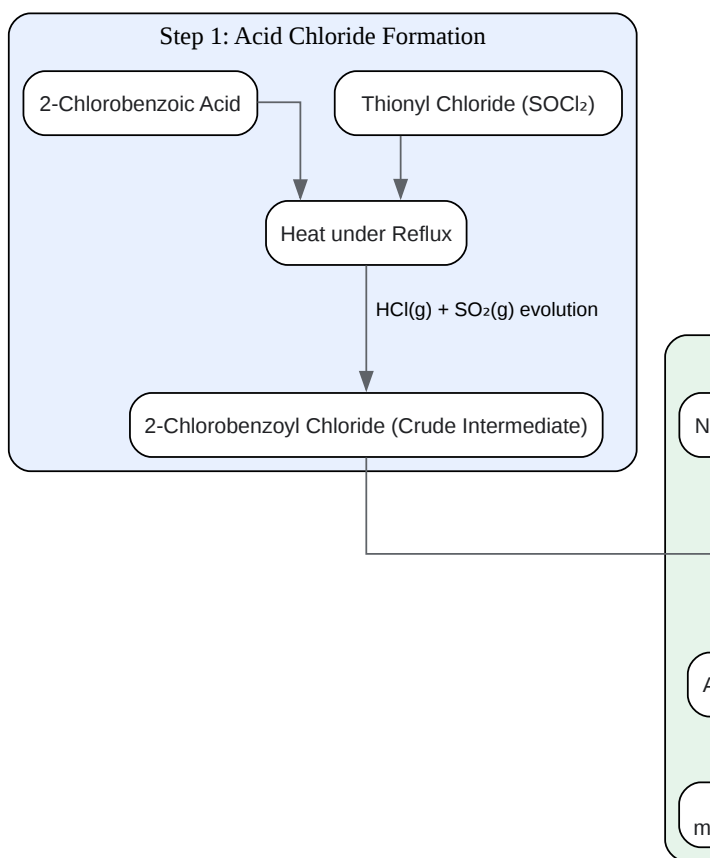 Step 1: Acid Chloride Formation
2-Chlorobenzoic Acid
Thionyl Chloride (SOCl₂)
Heat under Reflux
HCl(g) + SO₂(g) evolution
2-Chlorobenzoyl Chloride (Crude Intermediate)